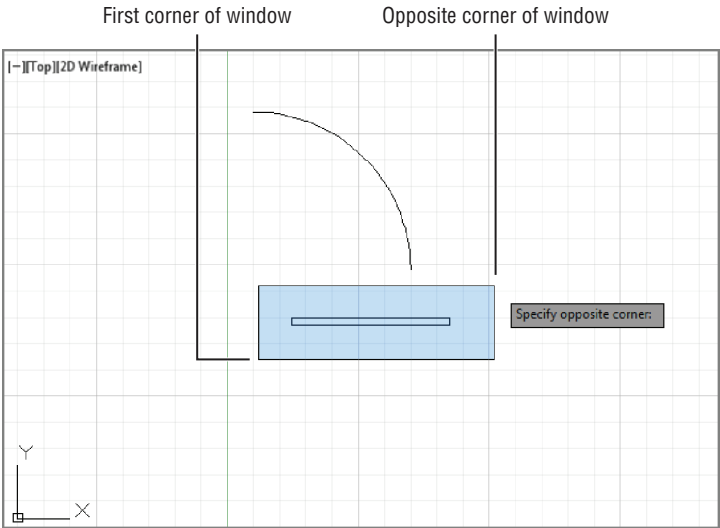 First corner of window
Opposite corner of window
[−][Top][2D Wireframe]
Specify opposite corner:
Y
X